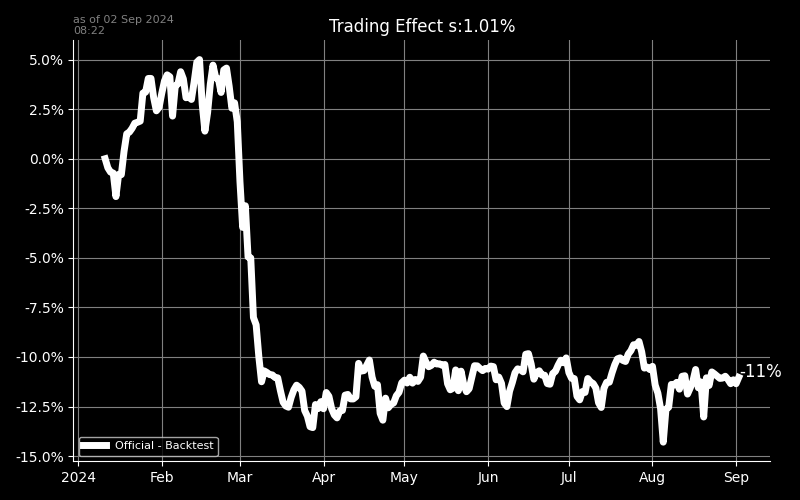 as of 02 Sep 2024
08:22
Trading Effect s:1.01%
5.0%
2.5%
0.0%
-2.5%
-5.0%
-7.5%
-10.0%
-12.5%
-15.0%
-11%
Official - Backtest
2024 Feb Mar Apr May Jun Jul Aug Sep